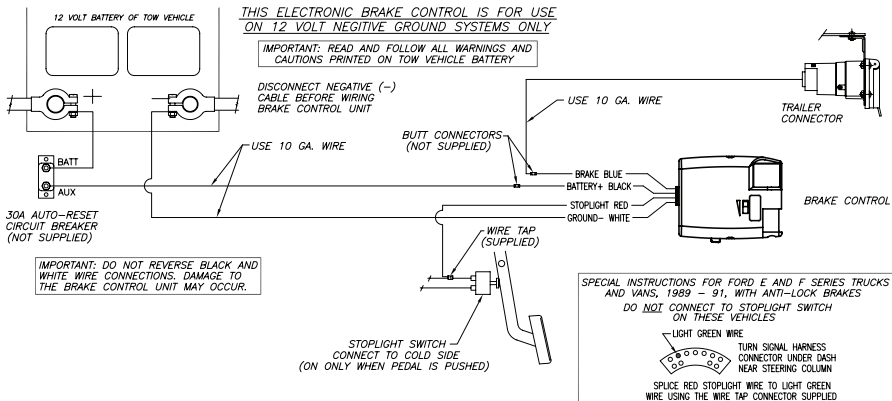 12 VOLT BATTERY OF TOW VEHICLE
THIS ELECTRONIC BRAKE CONTROL IS FOR USE
ON 12 VOLT NEGITIVE GROUND SYSTEMS ONLY
IMPORTANT: READ AND FOLLOW ALL WARNINGS AND
CAUTIONS PRINTED ON TOW VEHICLE BATTERY
DISCONNECT NEGATIVE (-)
CABLE BEFORE WIRING
BRAKE CONTROL UNIT
USE 10 GA. WIRE
TRAILER
CONNECTOR
BUTT CONNECTORS
(NOT SUPPLIED)
USE 10 GA. WIRE
BATT
AUX
30A AUTO-RESET
CIRCUIT BREAKER
(NOT SUPPLIED)
BRAKE BLUE
BATTERY+ BLACK
STOPLIGHT RED
GROUND- WHITE
BRAKE CONTROL
WIRE TAP
(SUPPLIED)
IMPORTANT: DO NOT REVERSE BLACK AND
WHITE WIRE CONNECTIONS. DAMAGE TO
THE BRAKE CONTROL UNIT MAY OCCUR.
STOPLIGHT SWITCH
CONNECT TO COLD SIDE
(ON ONLY WHEN PEDAL IS PUSHED)
SPECIAL INSTRUCTIONS FOR FORD E AND F SERIES TRUCKS
AND VANS, 1989 - 91, WITH ANTI-LOCK BRAKES
DO NOT CONNECT TO STOPLIGHT SWITCH
ON THESE VEHICLES
LIGHT GREEN WIRE
TURN SIGNAL HARNESS
CONNECTOR UNDER DASH
NEAR STEERING COLUMN
SPLICE RED STOPLIGHT WIRE TO LIGHT GREEN
WIRE USING THE WIRE TAP CONNECTOR SUPPLIED